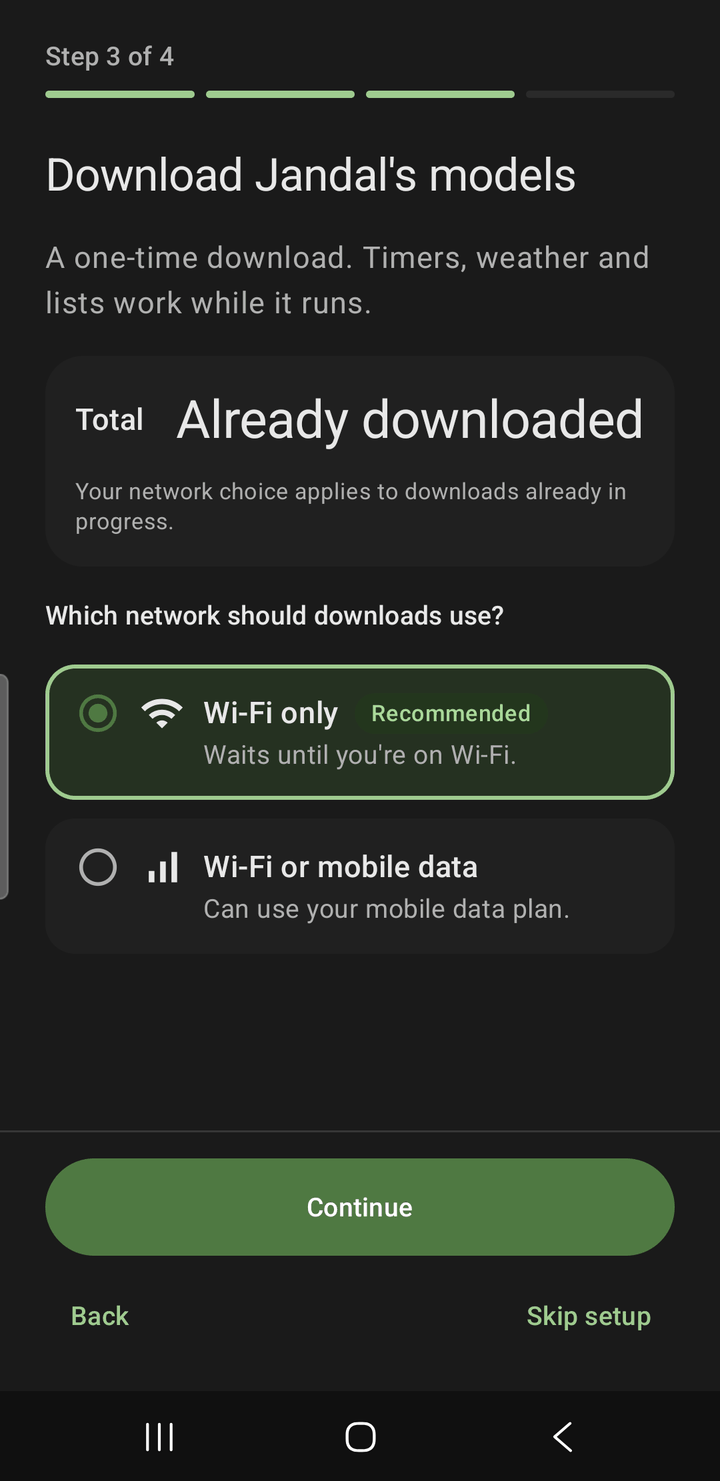 Step 3 of 4
Download Jandal's models
A one-time download. Timers, weather and
lists work while it runs.
Total Already downloaded
Your network choice applies to downloads already in
progress.
Which network should downloads use?
Wi-Fi only Recommended
Waits until you're on Wi-Fi.
Wi-Fi or mobile data
Can use your mobile data plan.
Continue
Back Skip setup